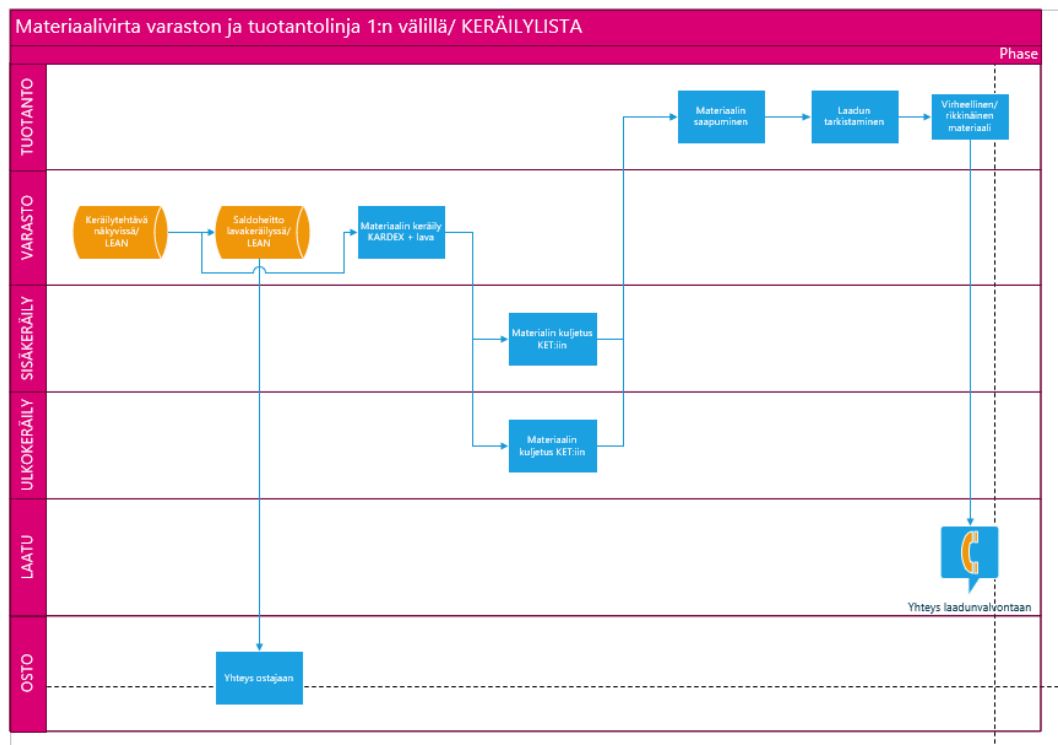 Materiaalivirta varaston ja tuotantolinja 1:n välillä/ KERÄILYLISTA
Phase
TUOTANTO
Materiaalin
saapuminen
Laadun
tarkistaminen
Virheellinen/
rikkinäinen
materiaali
VARASTO
Keräilytehtävä
näkyvissä/
LEAN
Saldoheitto
lavakeräilyssä/
LEAN
Materiaalin keräily
KARDEX + lava
SISÄKERÄILY
Materialin kuljetus
KET:iin
ULKOKERÄILY
Materiaalin
kuljetus KET:iin
LAATU
Yhteys laadunvalvontaan
OSTO
Yhteys ostajaan